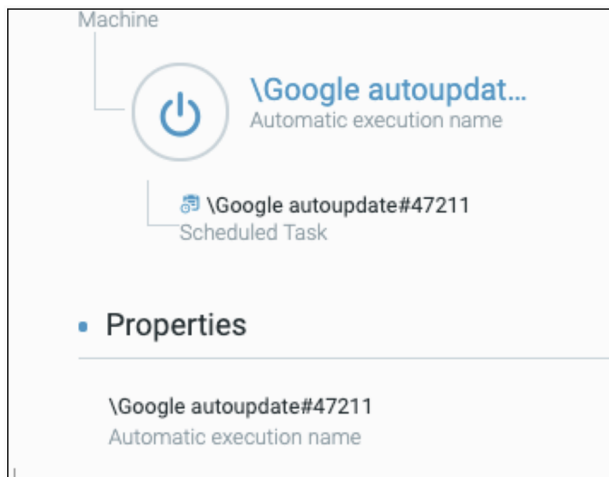 Machine
\Google autoupdat...
Automatic execution name
\Google autoupdate#47211
Scheduled Task
Properties
\Google autoupdate#47211
Automatic execution name